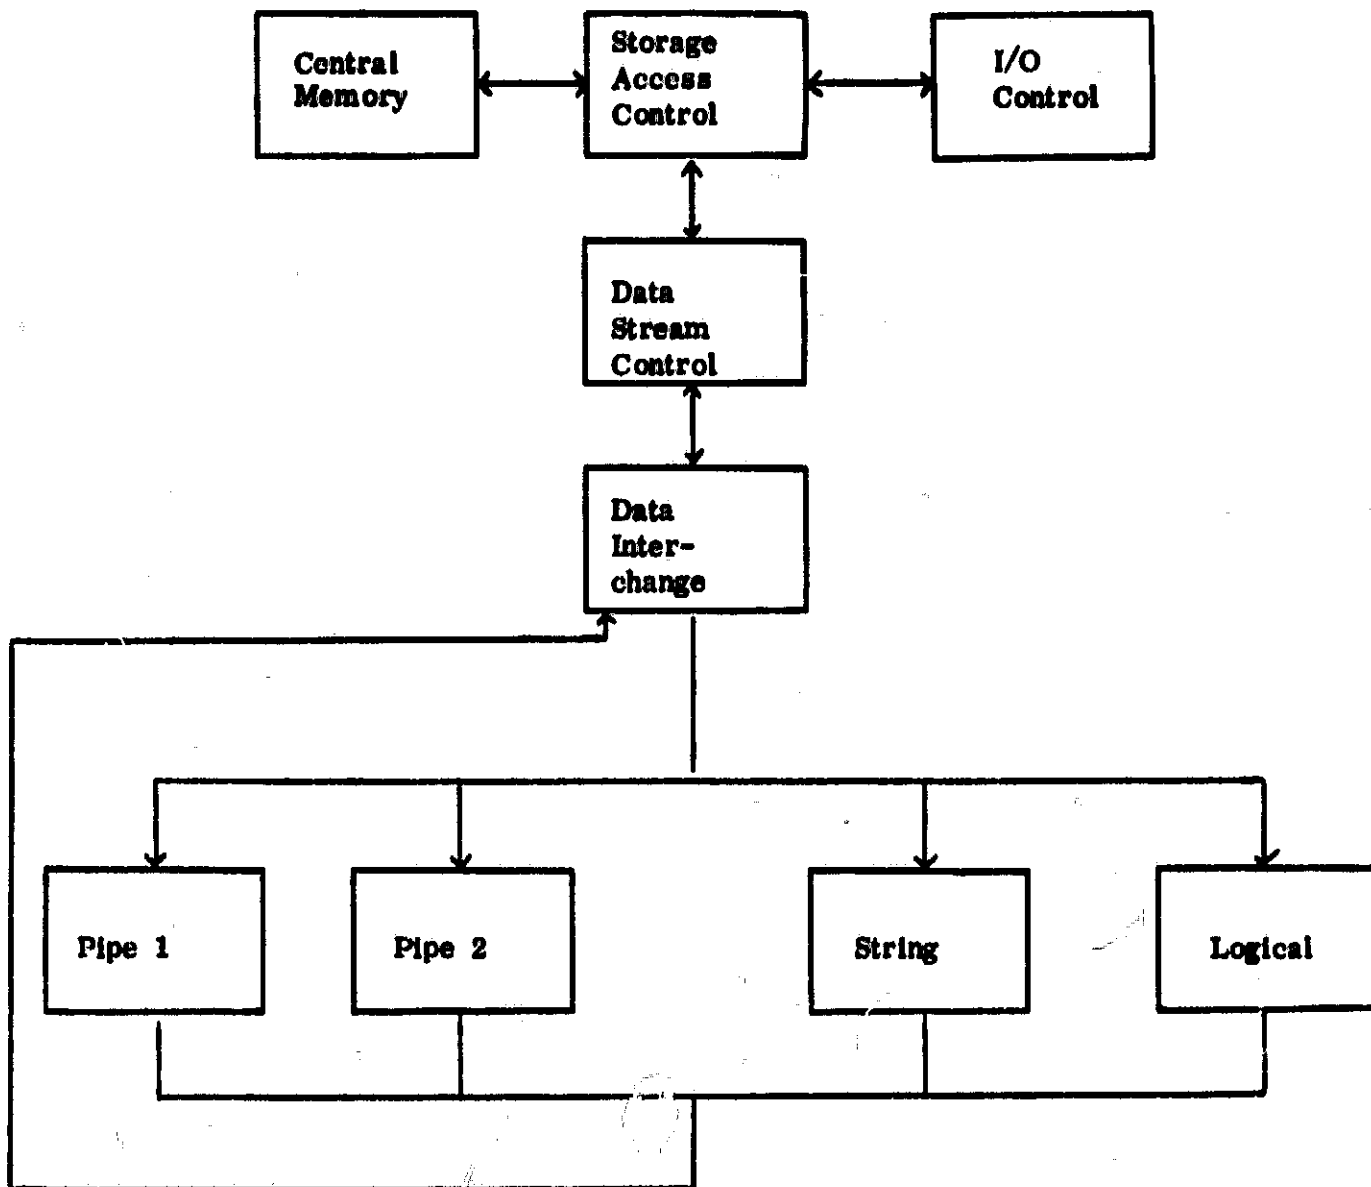 Central
Memory
Storage
Access
Control
I/O
Control
Data
Stream
Control
Data
Inter-
change
Pipe 1
Pipe 2
String
Logical